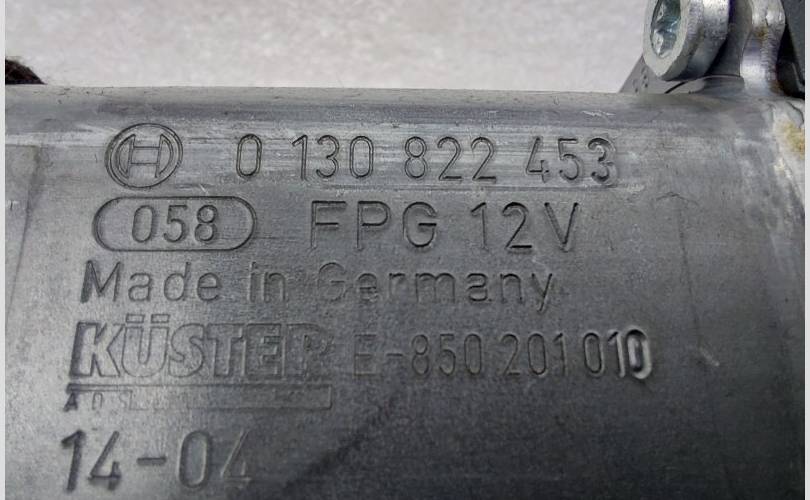 0 130 822 453
058 FPG 12V
Made in Germany
KÜSTER E-850 201 010
14-04